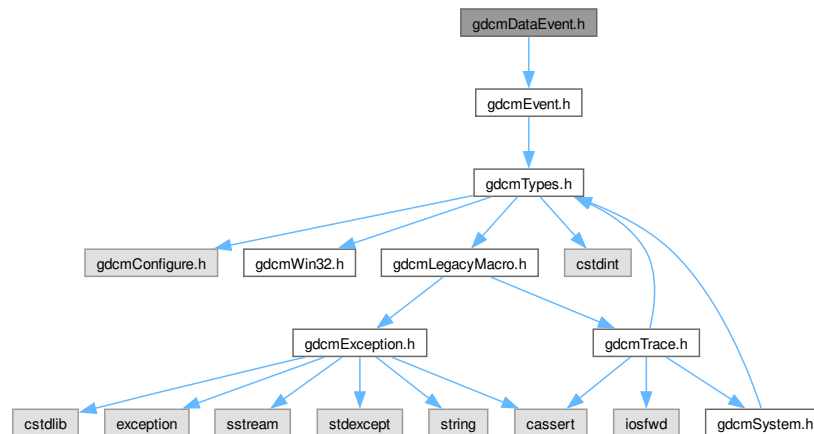 gdcmDataEvent.h
gdcmEvent.h
gdcmTypes.h
gdcmConfigure.h
gdcmWin32.h
gdcmLegacyMacro.h
cstdint
gdcmException.h
gdcmTrace.h
cstdlib
exception
sstream
stdexcept
string
cassert
iosfwd
gdcmSystem.h